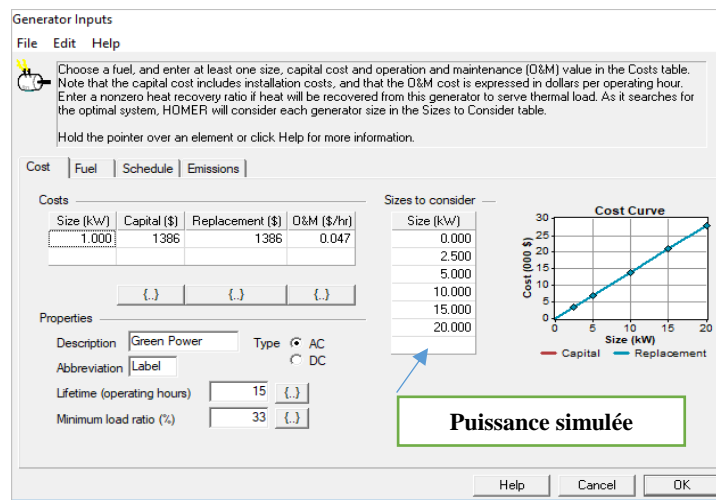 Generator Inputs
File Edit Help
Choose a fuel, and enter at least one size, capital cost and operation and maintenance (O&M) value in the Costs table.
Note that the capital cost includes installation costs, and that the O&M cost is expressed in dollars per operating hour.
Enter a nonzero heat recovery ratio if heat will be recovered from this generator to serve thermal load. As it searches for
the optimal system, HOMER will consider each generator size in the Sizes to Consider table.
Hold the pointer over an element or click Help for more information.
Cost Fuel Schedule Emissions
Costs
Size (kW) Capital ($) Replacement ($) O&M ($/hr)
1.000 1386 1386 0.047
{..} {..} {..}
Properties
Description Green Power Type AC
DC
Abbreviation Label
Lifetime (operating hours) 15 {..}
Minimum load ratio (%) 33 {..}
Sizes to consider
Size (kW)
0.000
2.500
5.000
10.000
15.000
20.000
Cost Curve
Cost (000 $)
30
25
20
15
10
5
0
0 5 10 15 20
Size (kW)
Capital Replacement
Puissance simulée
Help Cancel OK